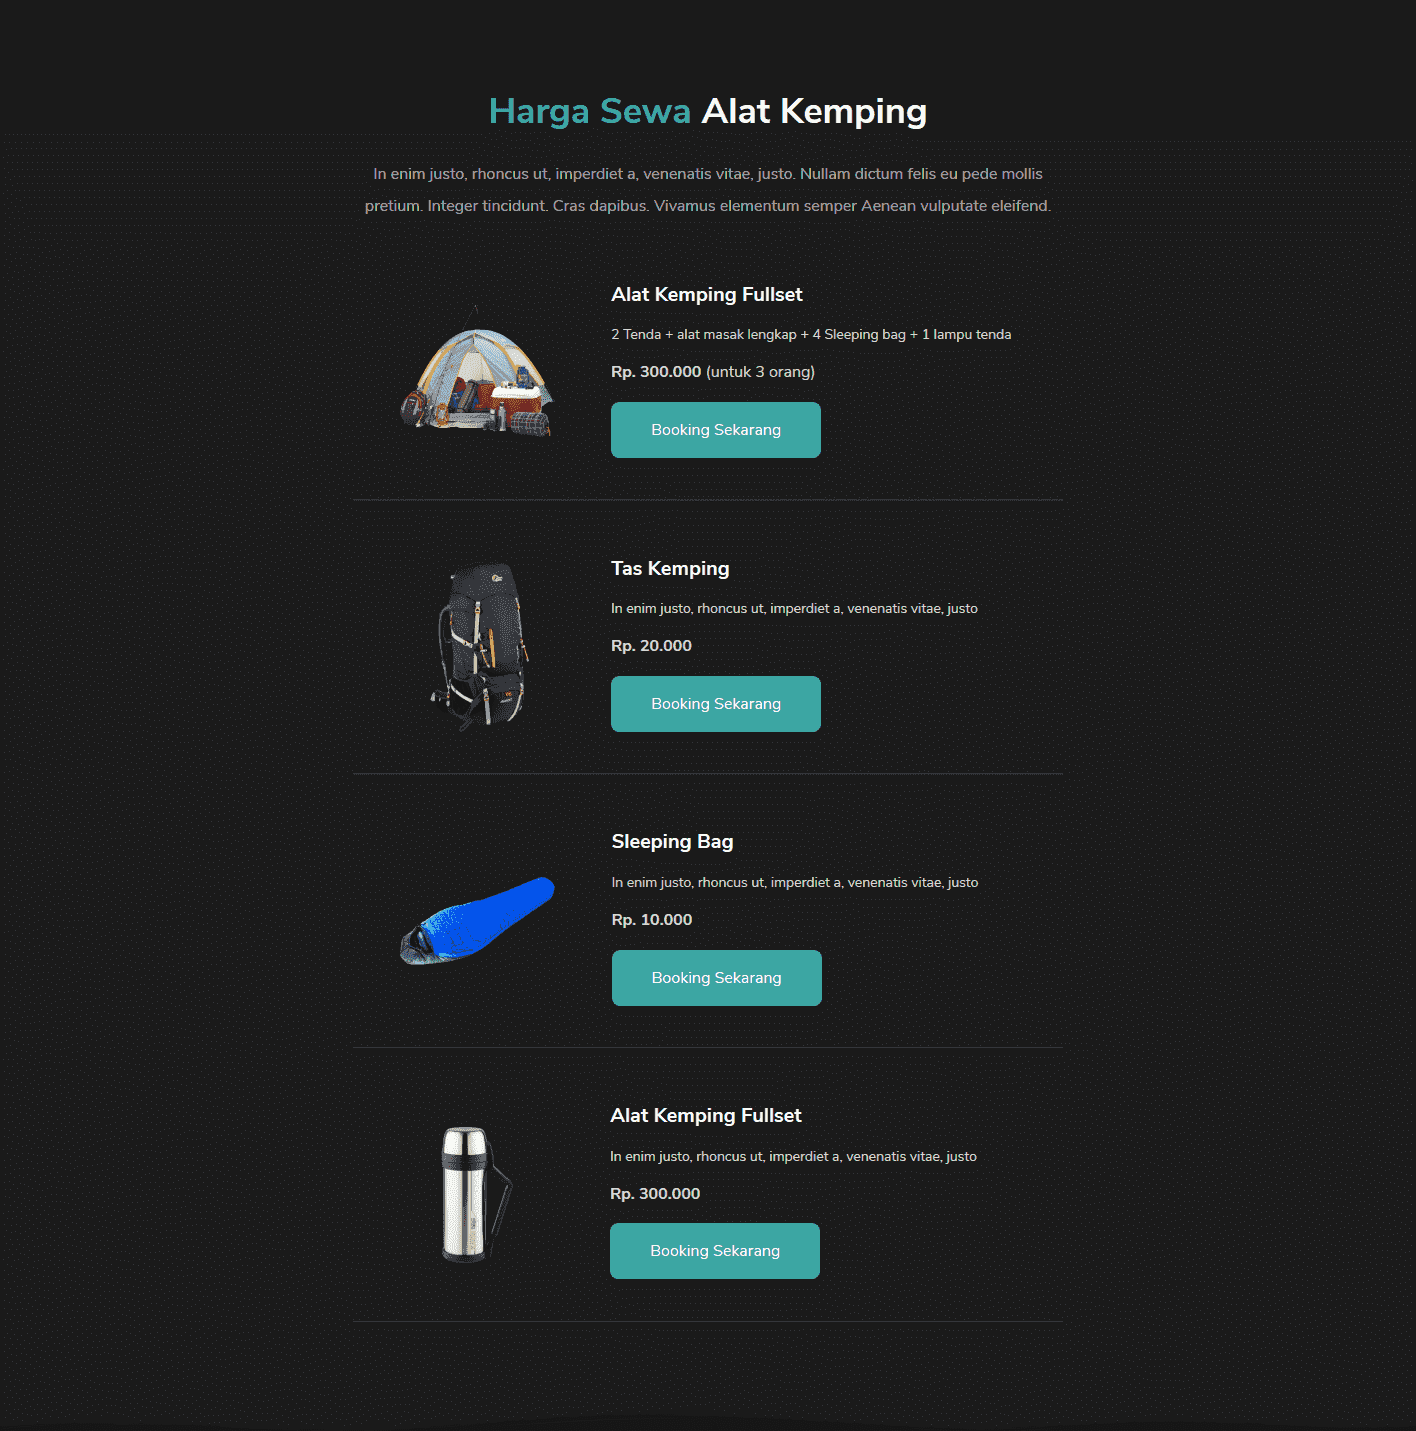 Harga Sewa Alat Kemping
In enim justo, rhoncus ut, imperdiet a, venenatis vitae, justo. Nullam dictum felis eu pede mollis
pretium. Integer tincidunt. Cras dapibus. Vivamus elementum semper Aenean vulputate eleifend.
Alat Kemping Fullset
2 Tenda + alat masak lengkap + 4 Sleeping bag + 1 lampu tenda
Rp. 300.000 (untuk 3 orang)
Booking Sekarang
Tas Kemping
In enim justo, rhoncus ut, imperdiet a, venenatis vitae, justo
Rp. 20.000
Booking Sekarang
Sleeping Bag
In enim justo, rhoncus ut, imperdiet a, venenatis vitae, justo
Rp. 10.000
Booking Sekarang
Alat Kemping Fullset
In enim justo, rhoncus ut, imperdiet a, venenatis vitae, justo
Rp. 300.000
Booking Sekarang